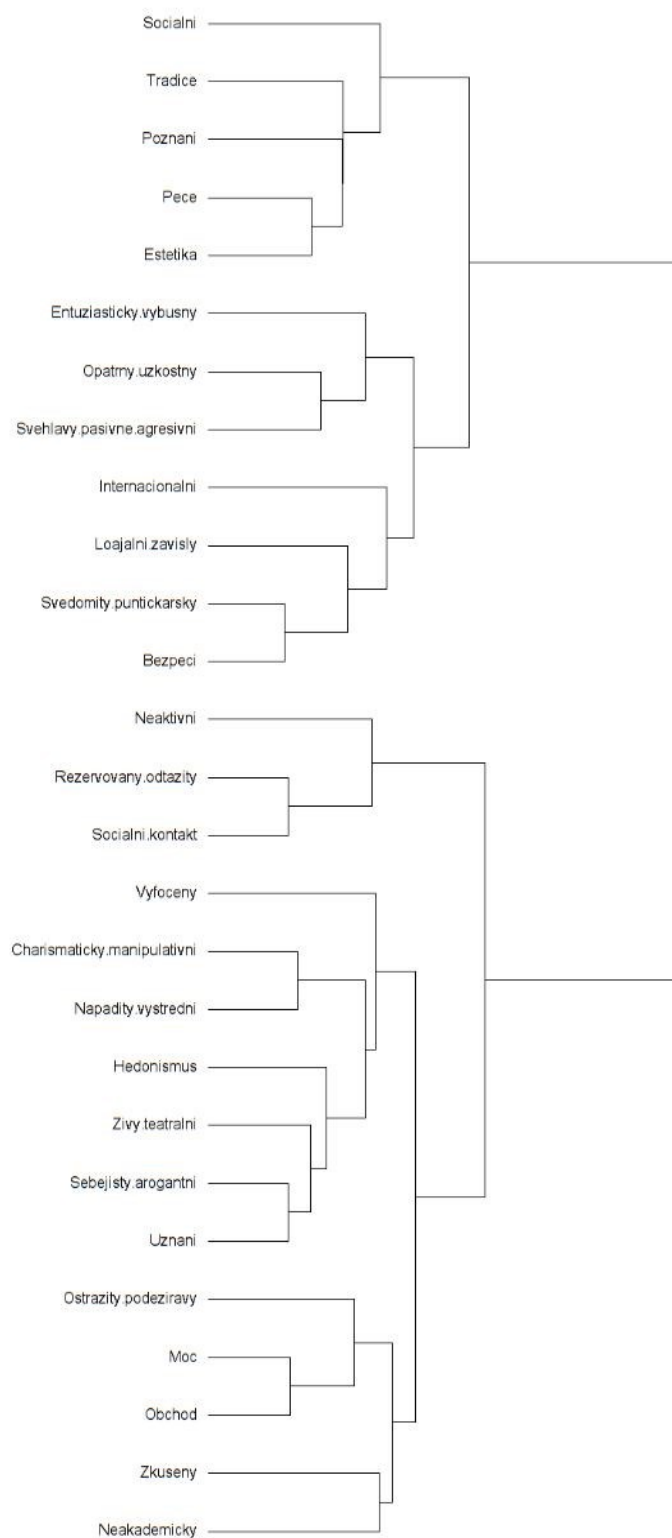 Socialni
Tradice
Poznani
Pece
Estetika
Entuziasticky.vybusny
Opatrny.uzkostny
Svehlavy.pasivne.agresivni
Internacionalni
Loajalni.zavisly
Svedomity.puntickarsky
Bezpeci
Neaktivni
Rezervovany.odtazity
Socialni.kontakt
Vyfoceny
Charismaticky.manipulativni
Napadity.vystredni
Hedonismus
Zivy.teatralni
Sebejisty.arogantni
Uznani
Ostrazity.podeziravy
Moc
Obchod
Zkuseny
Neakademicky